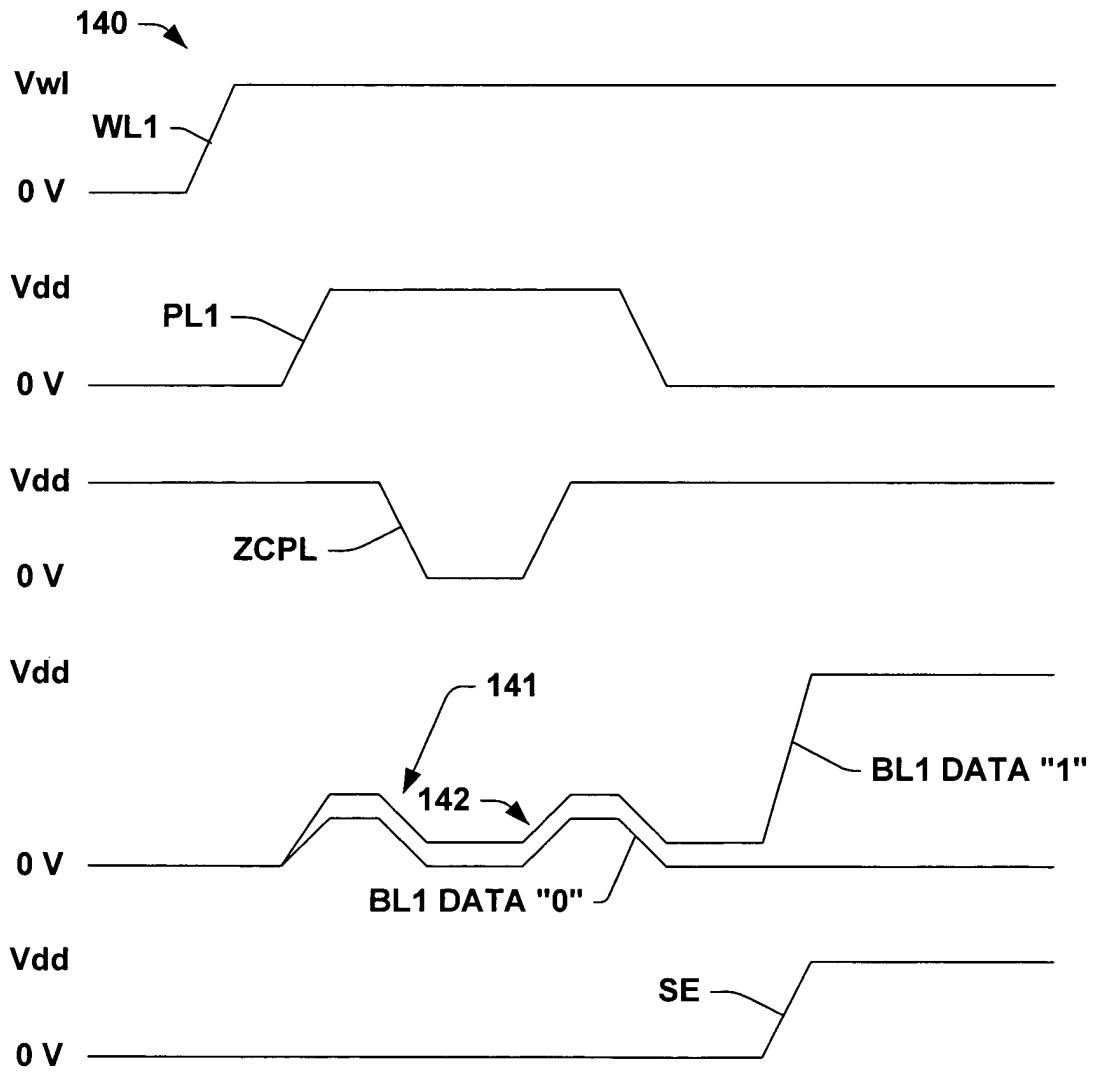 140
Vwl
WL1
0 V
Vdd
PL1
0 V
Vdd
ZCPL
0 V
Vdd
141
BL1 DATA "1"
142
0 V
BL1 DATA "0"
Vdd
SE
0 V